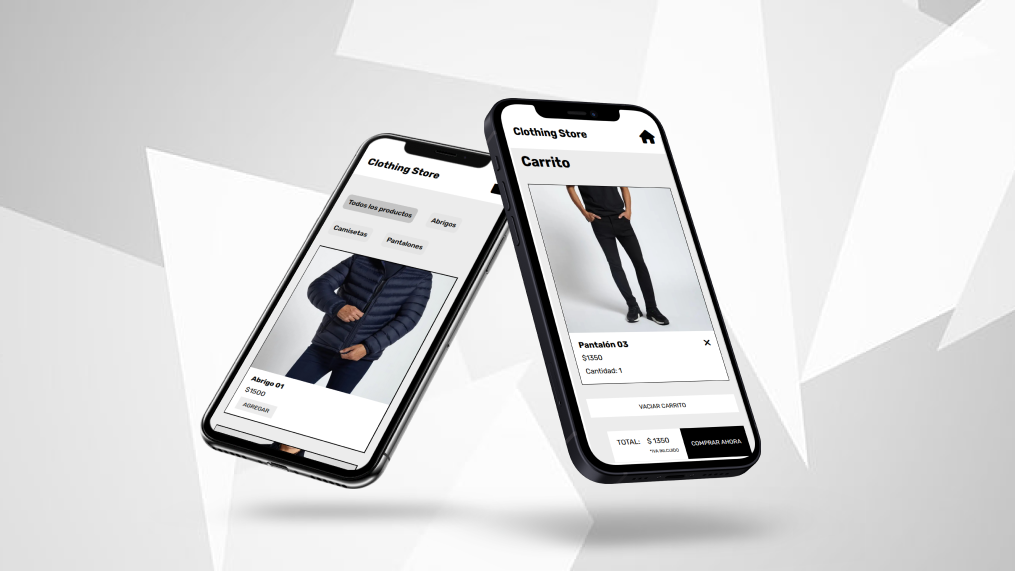 Clothing Store
Todos los productos
Abrigos
Camisetas
Pantalones
Abrigo 01
$1500
AGREGAR
Clothing Store
Carrito
Pantalón 03
$1350
Cantidad: 1
VACIAR CARRITO
TOTAL: $ 1350
*IVA INCLUIDO
COMPRAR AHORA